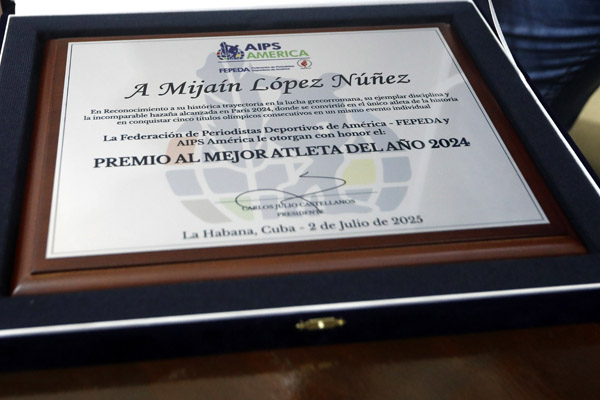 AIPS
AMERICA
FEPEDA
A Mijaín López Núñez
En Reconocimiento a su histórica trayectoria en la lucha grecorromana, su ejemplar disciplina y
la incomparable hazaña alcanzada en París 2024, donde se convirtió en el único atleta de la historia
en conquistar cinco títulos olímpicos consecutivos en un mismo evento individual
La Federación de Periodistas Deportivos de América - FEPEDA y
AIPS América le otorgan con honor el:
PREMIO AL MEJOR ATLETA DEL AÑO 2024
CARLOS JULIO CASTELLANOS
PRESIDENTE
La Habana, Cuba - 2 de Julio de 2025